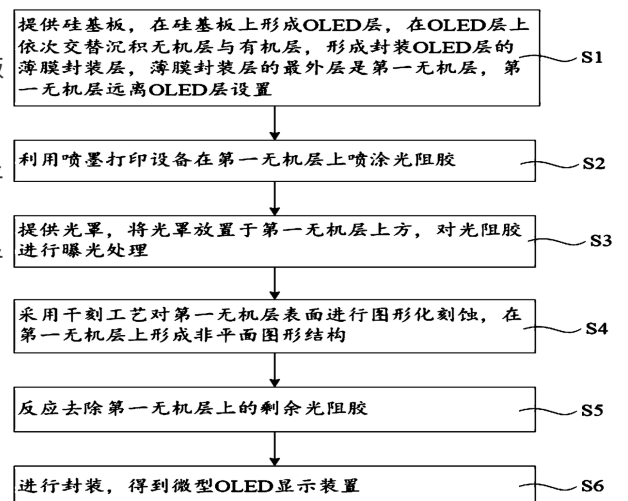 提供硅基板，在硅基板上形成OLED层，在OLED层上
依次交替沉积无机层与有机层，形成封装OLED层的
薄膜封装层，薄膜封装层的最外层是第一无机层，第
一无机层远离OLED层设置
S1
利用喷墨打印设备在第一无机层上喷涂光阻胶
S2
提供光罩，将光罩放置于第一无机层上方，对光阻胶
进行曝光处理
S3
采用干刻工艺对第一无机层表面进行图形化刻蚀，在
第一无机层上形成非平面图形结构
S4
反应去除第一无机层上的剩余光阻胶
S5
进行封装，得到微型OLED显示装置
S6